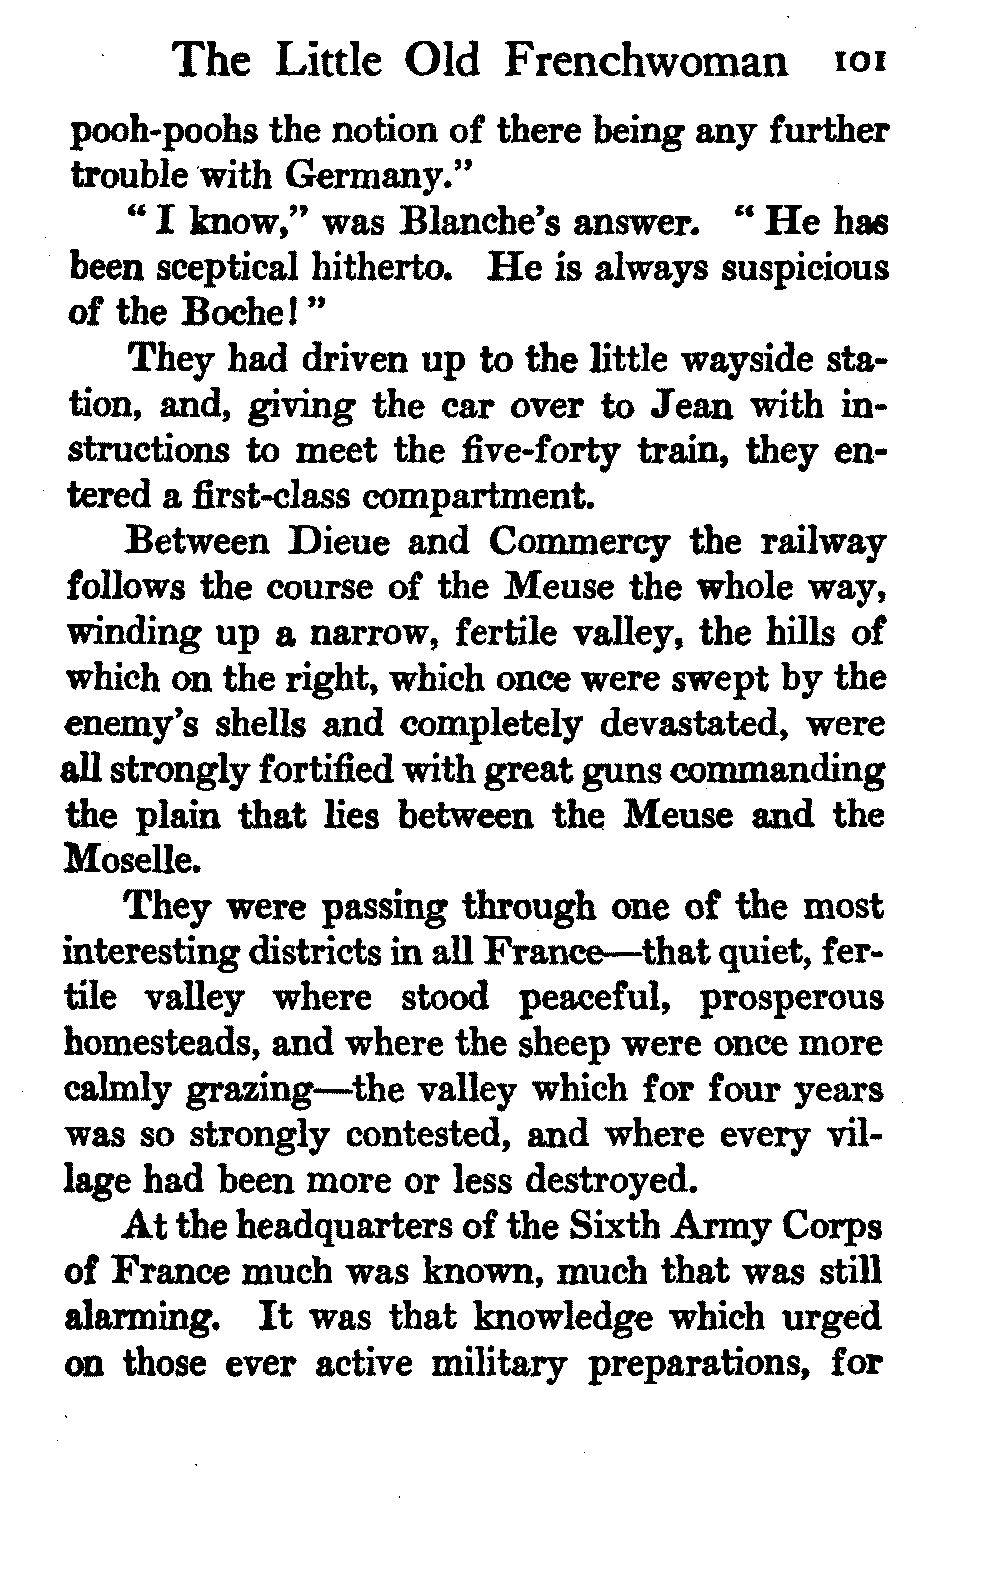 The Little Old Frenchwoman 101
pooh-poohs the notion of there being any further
trouble with Germany."
"I know," was Blanche's answer. "He has
been sceptical hitherto. He is always suspicious
of the Boche!"
They had driven up to the little wayside sta-
tion, and, giving the car over to Jean with in-
structions to meet the five-forty train, they en-
tered a first-class compartment.
Between Dieue and Commercy the railway
follows the course of the Meuse the whole way,
winding up a narrow, fertile valley, the hills of
which on the right, which once were swept by the
enemy's shells and completely devastated, were
all strongly fortified with great guns commanding
the plain that lies between the Meuse and the
Moselle.
They were passing through one of the most
interesting districts in all France—that quiet, fer-
tile valley where stood peaceful, prosperous
homesteads, and where the sheep were once more
calmly grazing—the valley which for four years
was so strongly contested, and where every vil-
lage had been more or less destroyed.
At the headquarters of the Sixth Army Corps
of France much was known, much that was still
alarming. It was that knowledge which urged
on those ever active military preparations, for